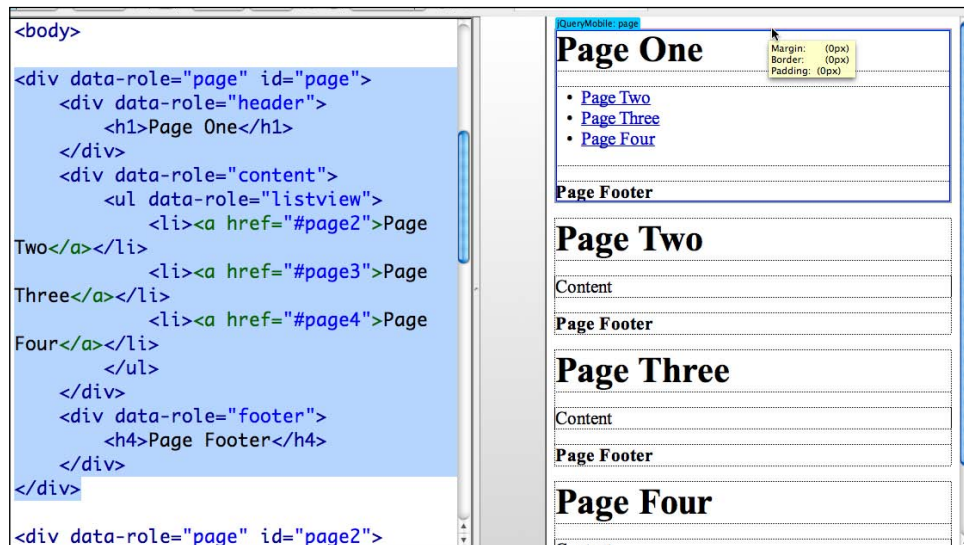 <body>
<div data-role="page" id="page">
<div data-role="header">
<h1>Page One</h1>
</div>
<div data-role="content">
<ul data-role="listview">
<li><a href="#page2">Page
Two</a></li>
<li><a href="#page3">Page
Three</a></li>
<li><a href="#page4">Page
Four</a></li>
</ul>
</div>
<div data-role="footer">
<h4>Page Footer</h4>
</div>
</div>
<div data-role="page" id="page2">
jQueryMobile: page
Page One
Margin: (0px)
Border: (0px)
Padding: (0px)
• Page Two
• Page Three
• Page Four
Page Footer
Page Two
Content
Page Footer
Page Three
Content
Page Footer
Page Four